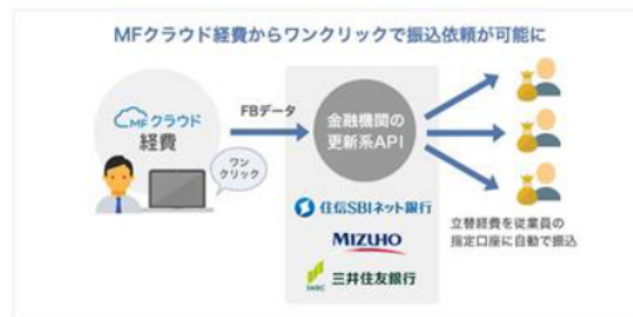 MFクラウド経費からワンクリックで振込依頼が可能に
MFクラウド
経費
ワン
クリック
FBデータ
金融機関の
更新系API
住信SBIネット銀行
MIZUHO
SMBC
三井住友銀行
立替経費を従業員の
指定口座に自動で振込